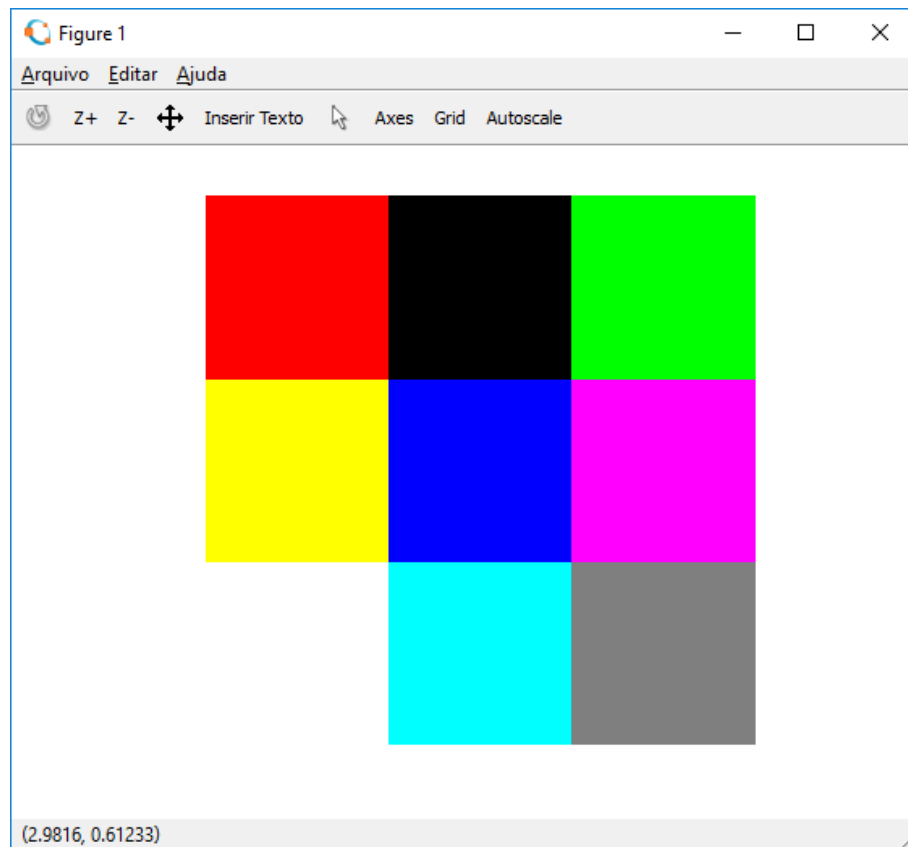 Figure 1
Arquivo Editar Ajuda
Z+ Z- Inserir Texto Axes Grid Autoscale
(2.9816, 0.61233)